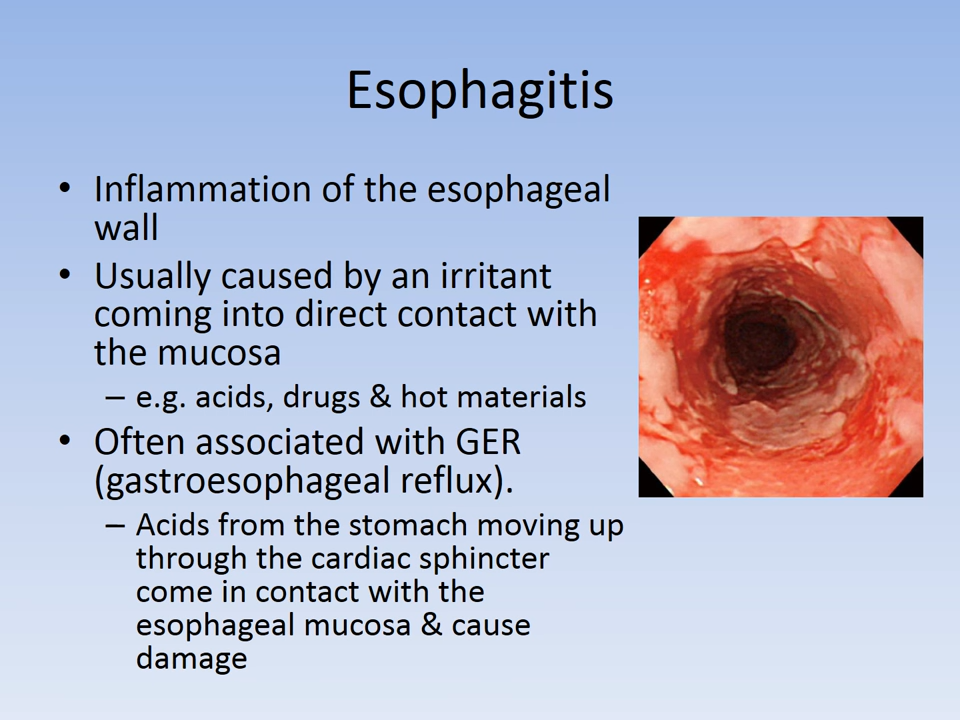 Esophagitis
• Inflammation of the esophageal
wall
• Usually caused by an irritant
coming into direct contact with
the mucosa
– e.g. acids, drugs & hot materials
• Often associated with GER
(gastroesophageal reflux).
– Acids from the stomach moving up
through the cardiac sphincter
come in contact with the
esophageal mucosa & cause
damage